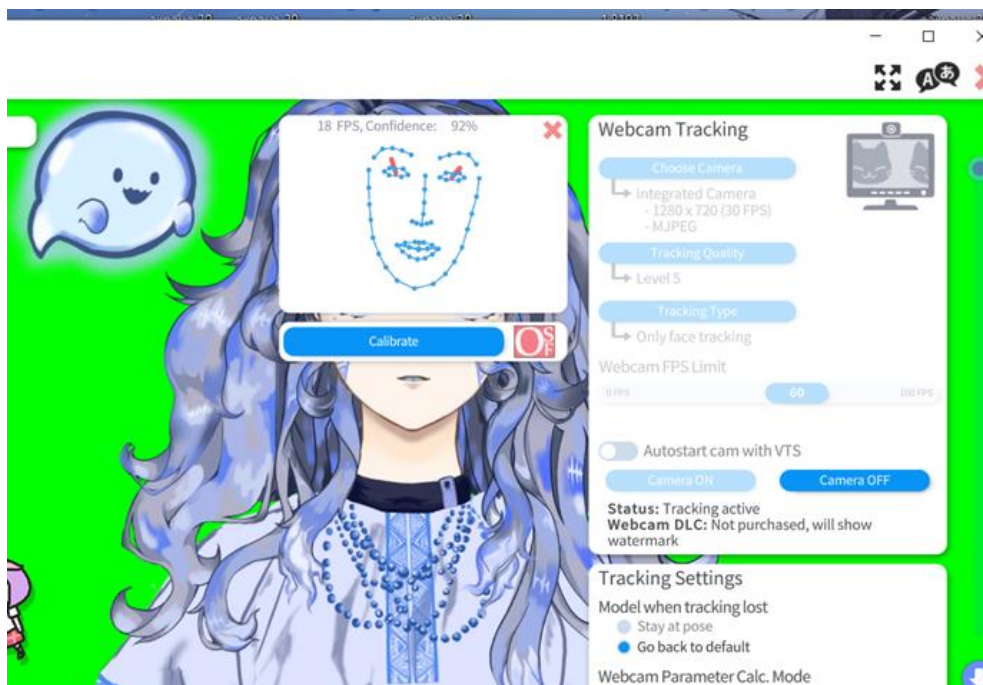 18 FPS, Confidence: 92%
Calibrate
OSF
Webcam Tracking
Choose Camera
Integrated Camera
- 1280 x 720 (30 FPS)
- MJPEG
Tracking Quality
Level 5
Tracking Type
Only face tracking
Webcam FPS Limit
0 FPS
60
100 FPS
Autostart cam with VTS
Camera ON
Camera OFF
Status: Tracking active
Webcam DLC: Not purchased, will show
watermark
Tracking Settings
Model when tracking lost
Stay at pose
Go back to default
Webcam Parameter Calc. Mode
A あ